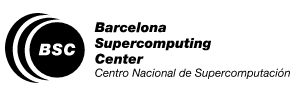 BSC
Barcelona
Supercomputing
Center
Centro Nacional de Supercomputación